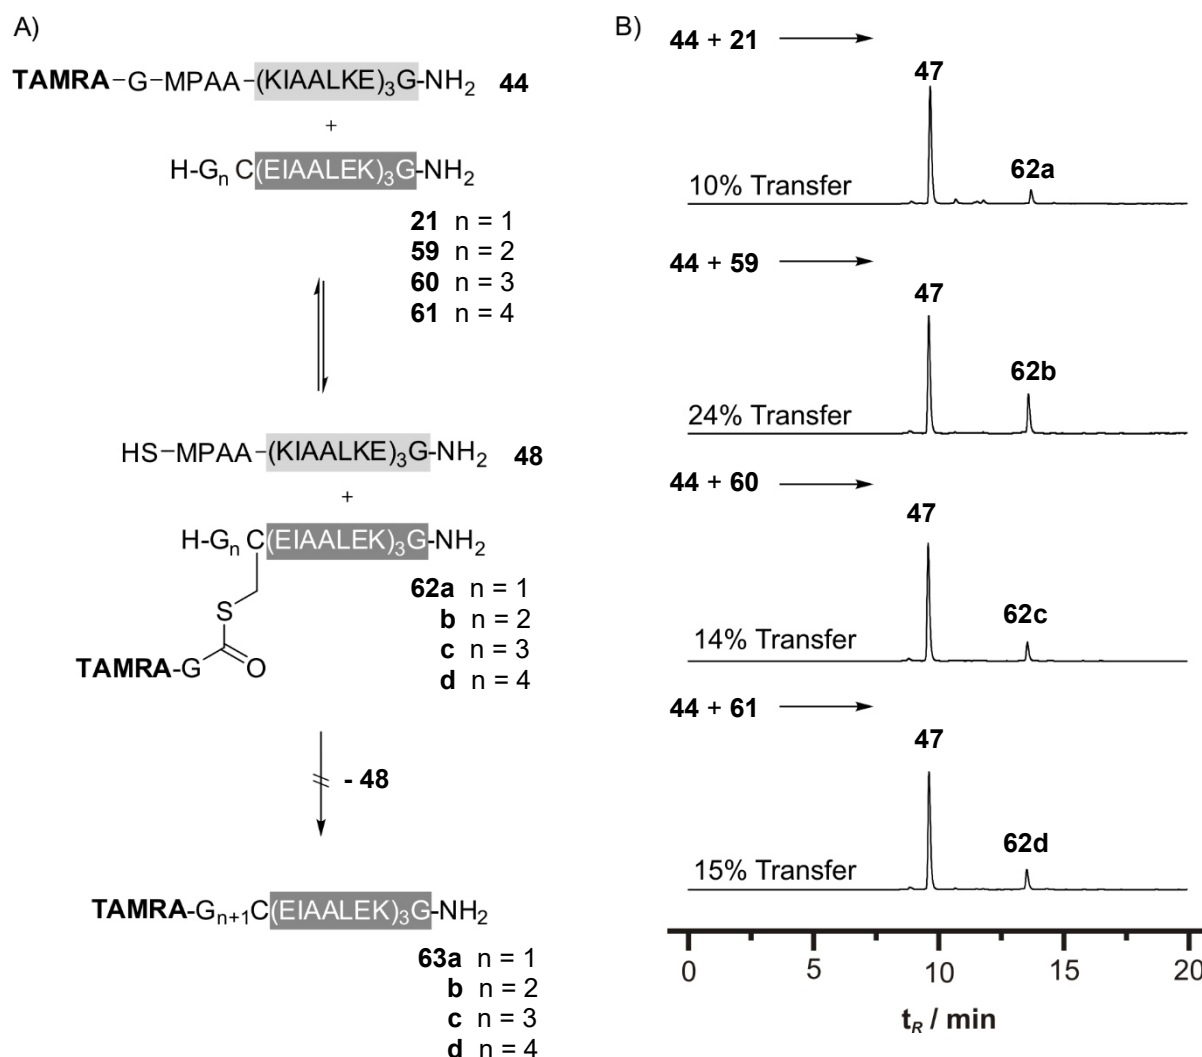 A)
TAMRA–G–MPAA–(KIAALKE)₃G-NH₂ 44
+
H-Gₙ C(EIAALEK)₃G-NH₂
21 n = 1
59 n = 2
60 n = 3
61 n = 4
HS–MPAA–(KIAALKE)₃G–NH₂ 48
+
H-Gₙ C(EIAALEK)₃G-NH₂
62a n = 1
b n = 2
c n = 3
d n = 4
S
TAMRA-G O
- 48
TAMRA-Gₙ₊₁C(EIAALEK)₃G-NH₂
63a n = 1
b n = 2
c n = 3
d n = 4
B)
44 + 21
47
62a
10% Transfer
44 + 59
47
62b
24% Transfer
44 + 60
47
62c
14% Transfer
44 + 61
47
62d
15% Transfer
0 5 10 15 20
t_R / min